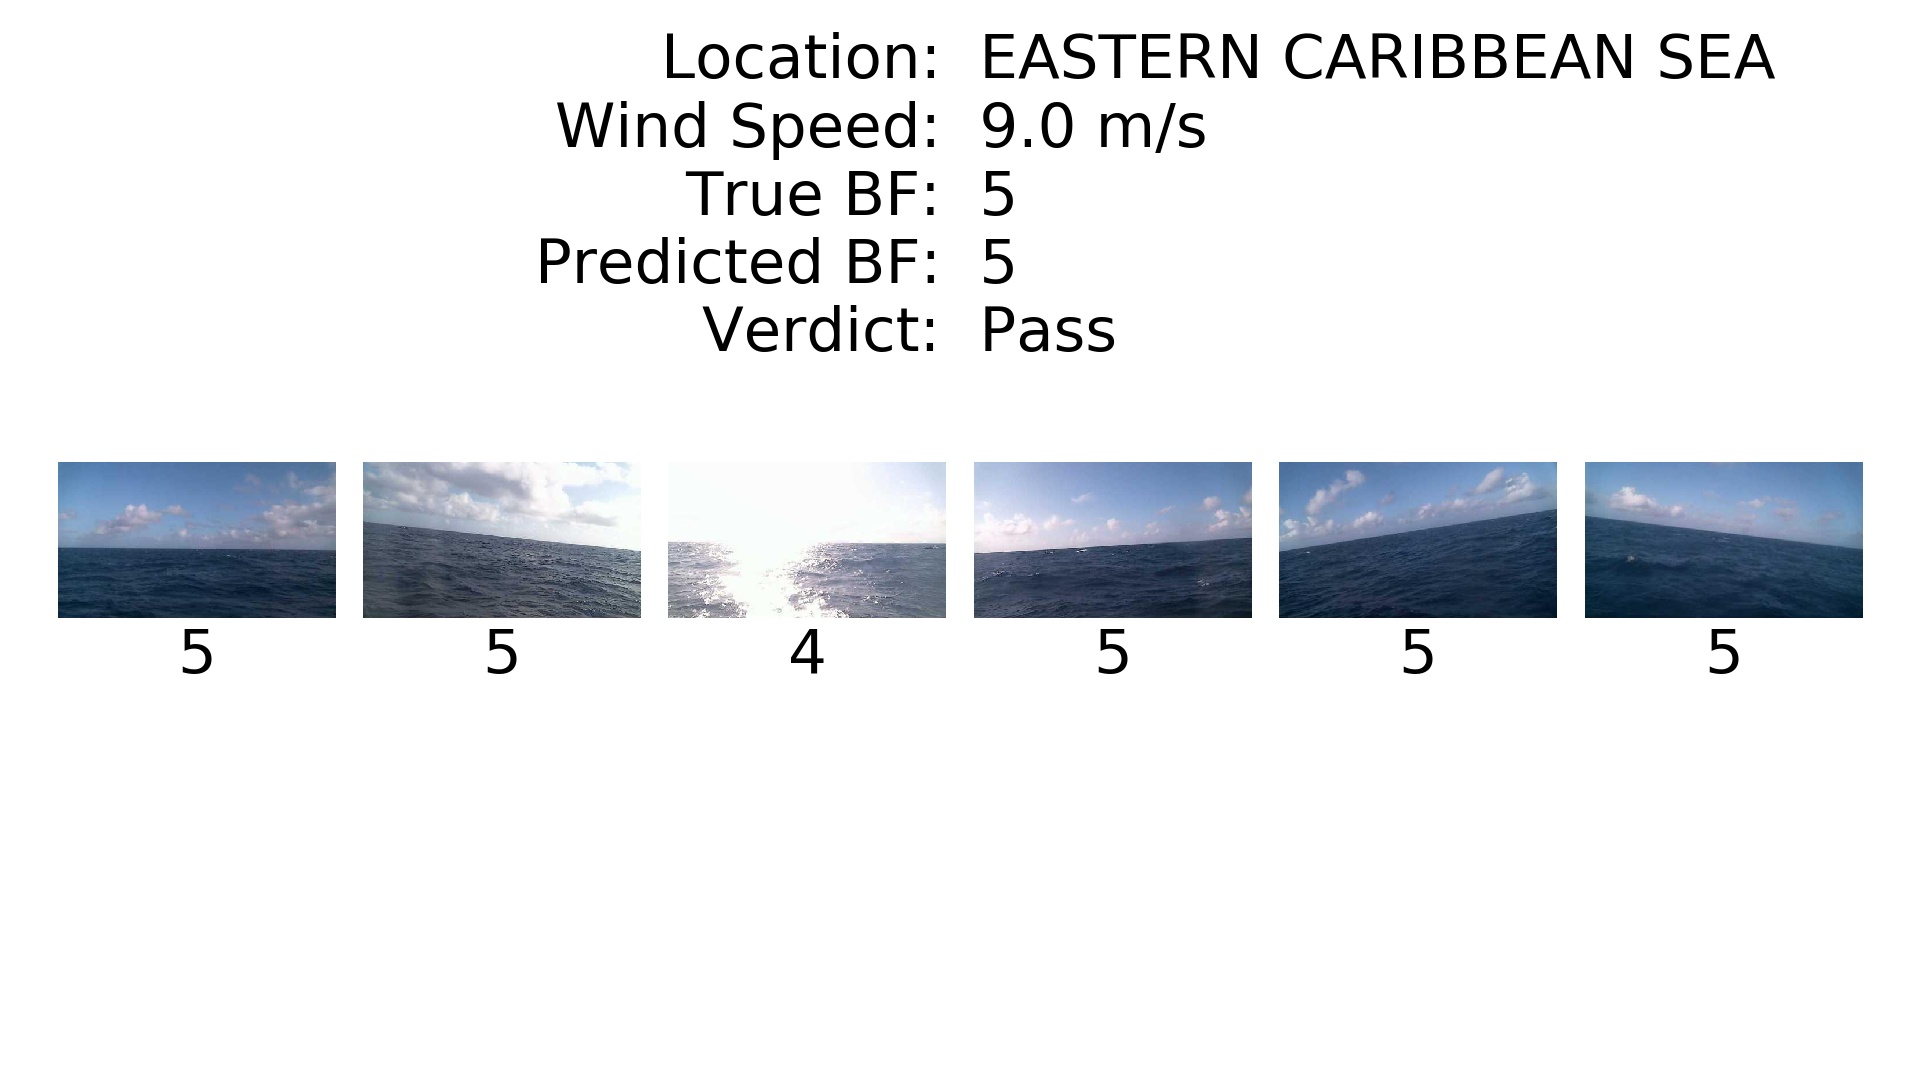 Location: EASTERN CARIBBEAN SEA
Wind Speed: 9.0 m/s
True BF: 5
Predicted BF: 5
Verdict: Pass
5 5 4 5 5 5